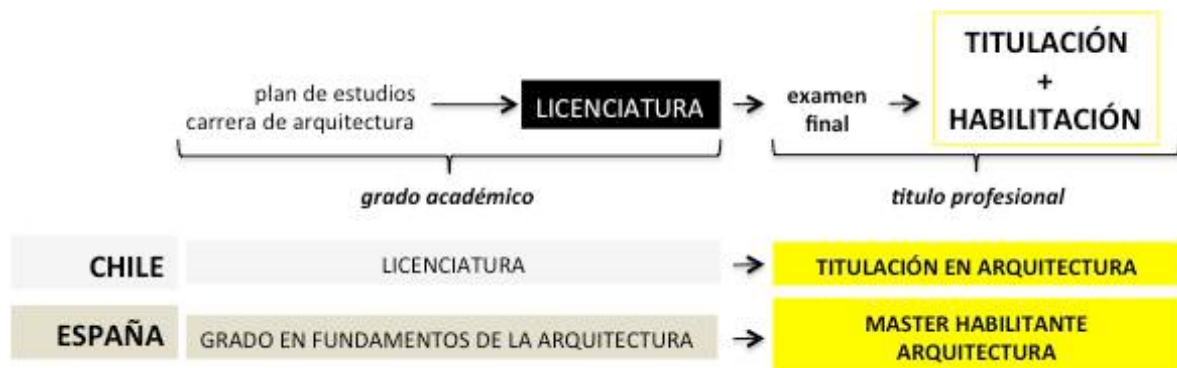 plan de estudios
carrera de arquitectura
LICENCIATURA
examen
final
TITULACIÓN
+
HABILITACIÓN
grado académico
titulo profesional
CHILE
LICENCIATURA
TITULACIÓN EN ARQUITECTURA
ESPAÑA
GRADO EN FUNDAMENTOS DE LA ARQUITECTURA
MASTER HABILITANTE
ARQUITECTURA